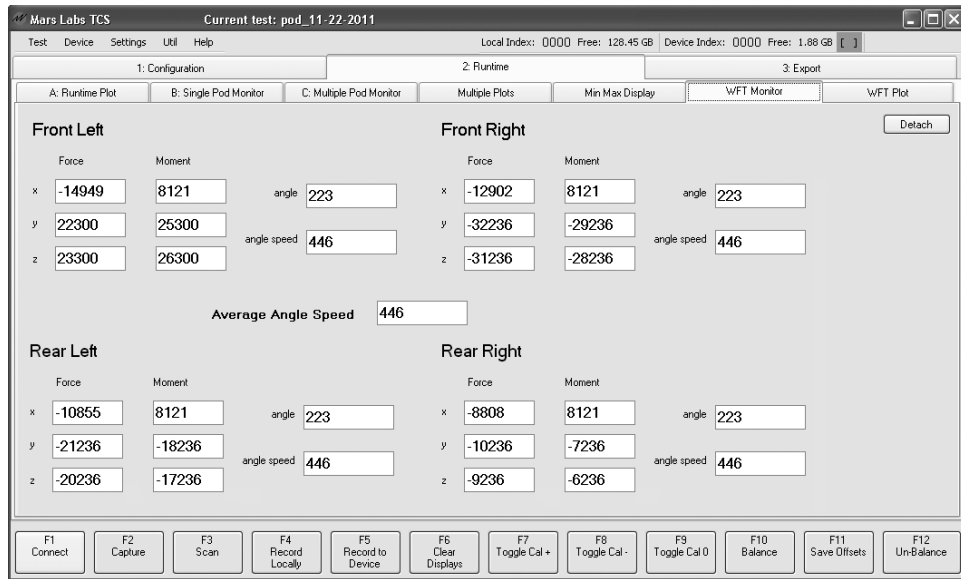 Mars Labs TCS Current test: pod_11-22-2011
Test Device Settings Util Help Local Index: 0000 Free: 128.45 GB Device Index: 0000 Free: 1.88 GB [ ]
1: Configuration 2: Runtime 3: Export
A: Runtime Plot B: Single Pod Monitor C: Multiple Pod Monitor Multiple Plots Min Max Display WFT Monitor WFT Plot
Detach
Front Left
Force Moment
x -14949 8121 angle 223
y 22300 25300
angle speed 446
z 23300 26300
Front Right
Force Moment
x -12902 8121 angle 223
y -32236 -29236
angle speed 446
z -31236 -28236
Average Angle Speed 446
Rear Left
Force Moment
x -10855 8121 angle 223
y -21236 -18236
angle speed 446
z -20236 -17236
Rear Right
Force Moment
x -8808 8121 angle 223
y -10236 -7236
angle speed 446
z -9236 -6236
F1 Connect
F2 Capture
F3 Scan
F4 Record Locally
F5 Record to Device
F6 Clear Displays
F7 Toggle Cal +
F8 Toggle Cal -
F9 Toggle Cal 0
F10 Balance
F11 Save Offsets
F12 Un-Balance